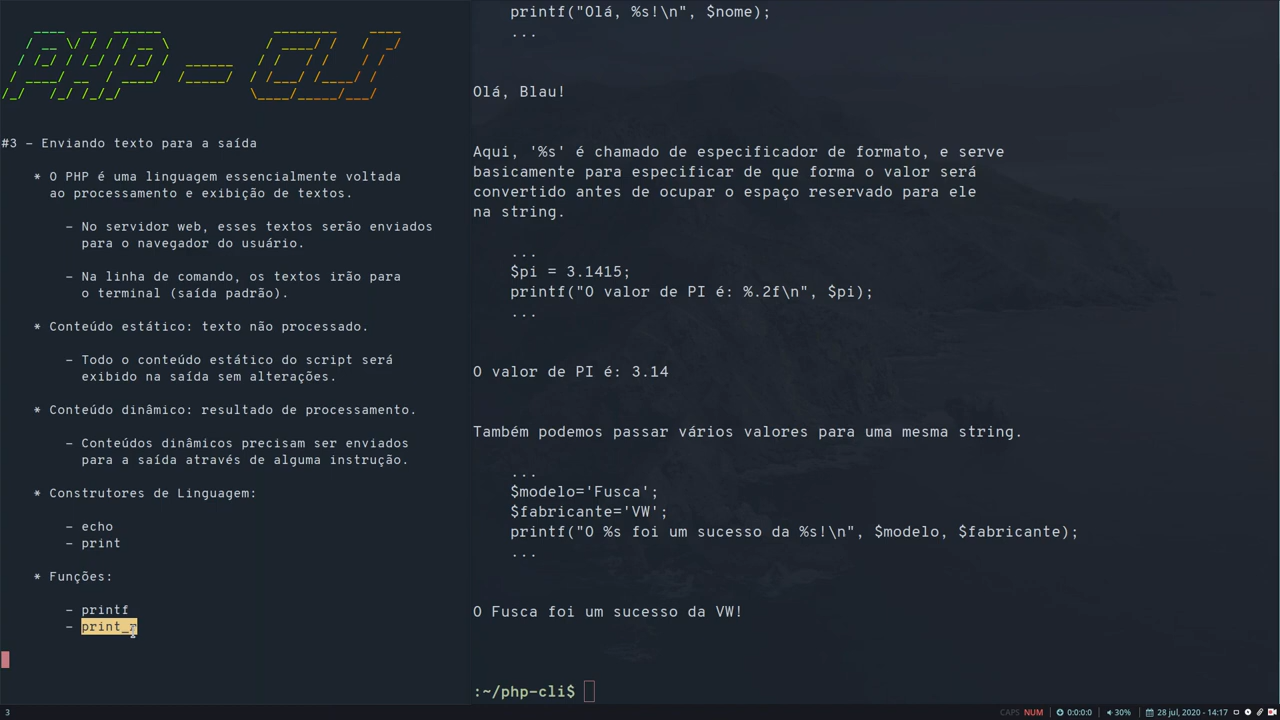 #3 - Enviando texto para a saída
* O PHP é uma linguagem essencialmente voltada
ao processamento e exibição de textos.
- No servidor web, esses textos serão enviados
para o navegador do usuário.
- Na linha de comando, os textos irão para
o terminal (saída padrão).
* Conteúdo estático: texto não processado.
- Todo o conteúdo estático do script será
exibido na saída sem alterações.
* Conteúdo dinâmico: resultado de processamento.
- Conteúdos dinâmicos precisam ser enviados
para a saída através de alguma instrução.
* Construtores de Linguagem:
- echo
- print
* Funções:
- printf
- print_r
printf("Olá, %s!\n", $nome);
...
Olá, Blau!
Aqui, '%s' é chamado de especificador de formato, e serve
basicamente para especificar de que forma o valor será
convertido antes de ocupar o espaço reservado para ele
na string.
...
$pi = 3.1415;
printf("O valor de PI é: %.2f\n", $pi);
...
O valor de PI é: 3.14
Também podemos passar vários valores para uma mesma string.
...
$modelo='Fusca';
$fabricante='VW';
printf("O %s foi um sucesso da %s!\n", $modelo, $fabricante);
...
O Fusca foi um sucesso da VW!
:~/php-cli$
3
CAPS NUM 0:0:0:0 30% 28 jul, 2020 - 14:17